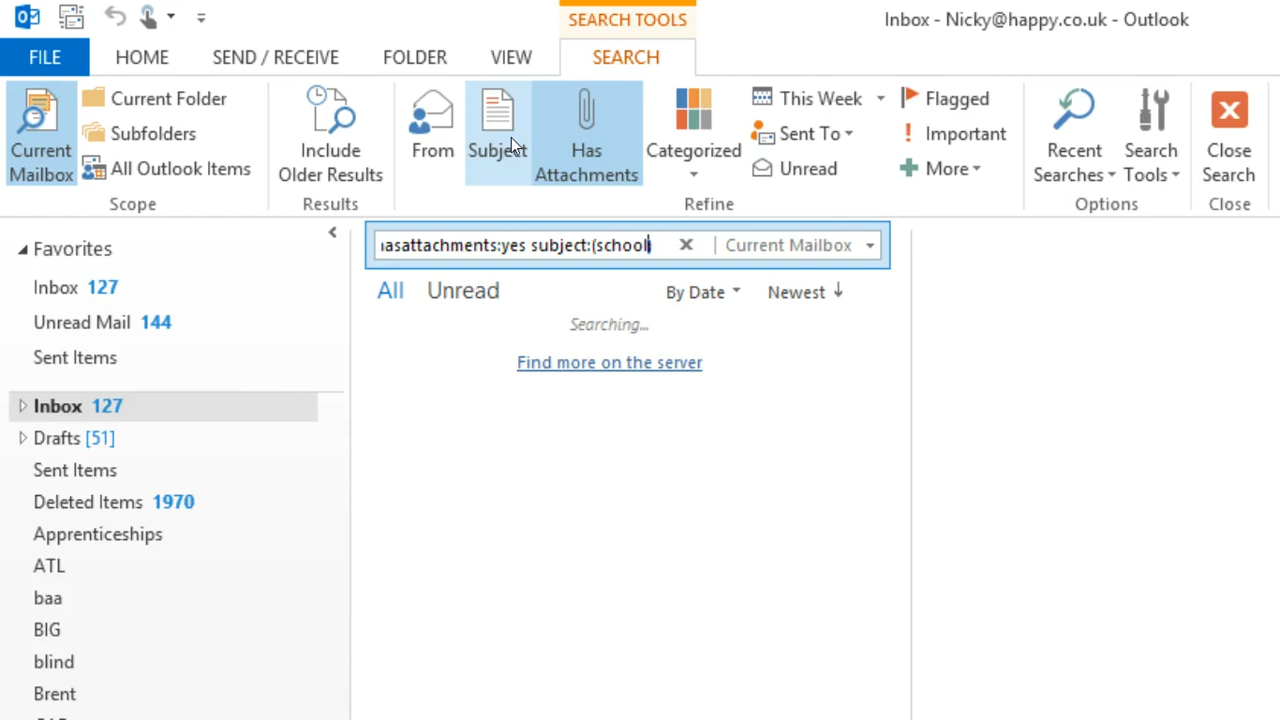 SEARCH TOOLS
Inbox - Nicky@happy.co.uk - Outlook
FILE HOME SEND / RECEIVE FOLDER VIEW SEARCH
Current Mailbox
Current Folder
Subfolders
All Outlook Items
Scope
Include Older Results
Results
From
Subject
Has Attachments
Categorized
This Week
Sent To
Unread
Flagged
Important
More
Refine
Recent Searches
Search Tools
Options
Close Search
Close
asattachments:yes subject:(school)
Current Mailbox
All Unread By Date Newest
Searching...
Find more on the server
Favorites
Inbox 127
Unread Mail 144
Sent Items
Inbox 127
Drafts [51]
Sent Items
Deleted Items 1970
Apprenticeships
ATL
baa
BIG
blind
Brent